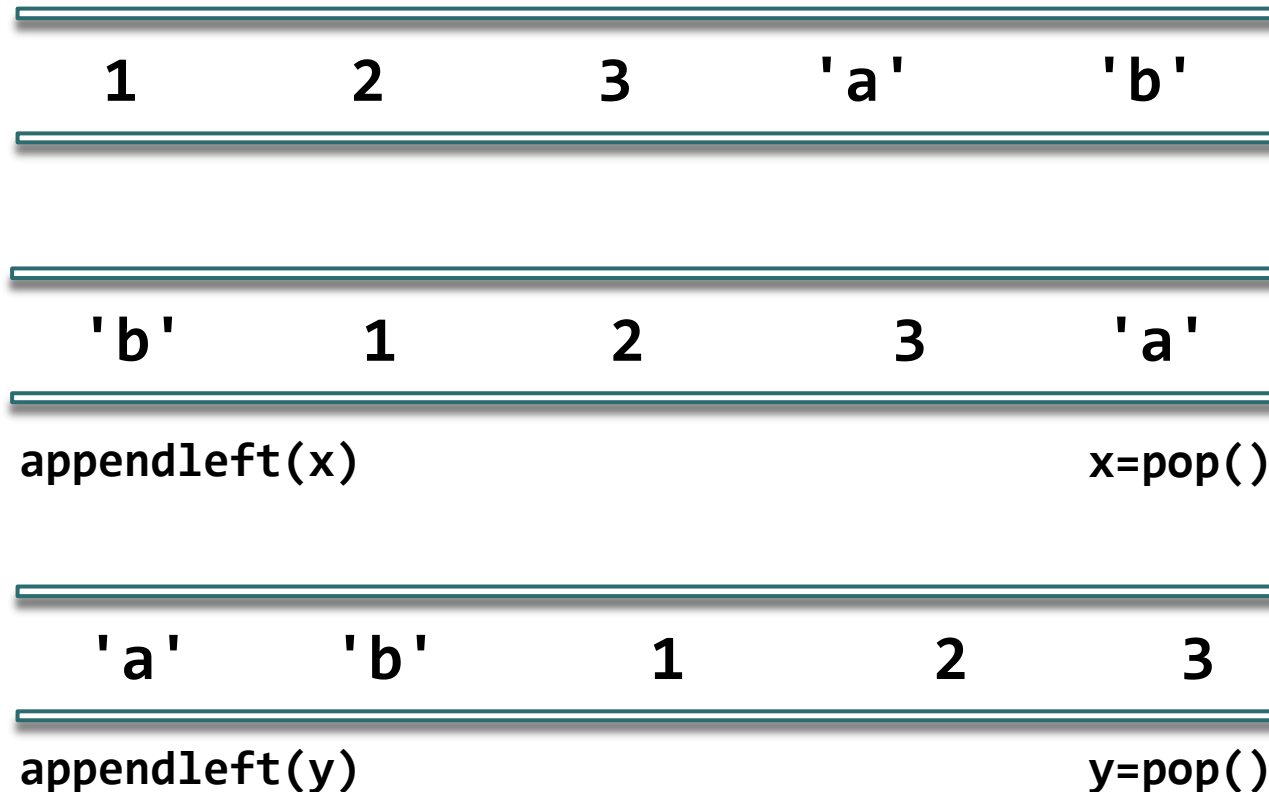 1 2 3 'a' 'b'
'b' 1 2 3 'a'
appendleft(x) x=pop()
'a' 'b' 1 2 3
appendleft(y) y=pop()